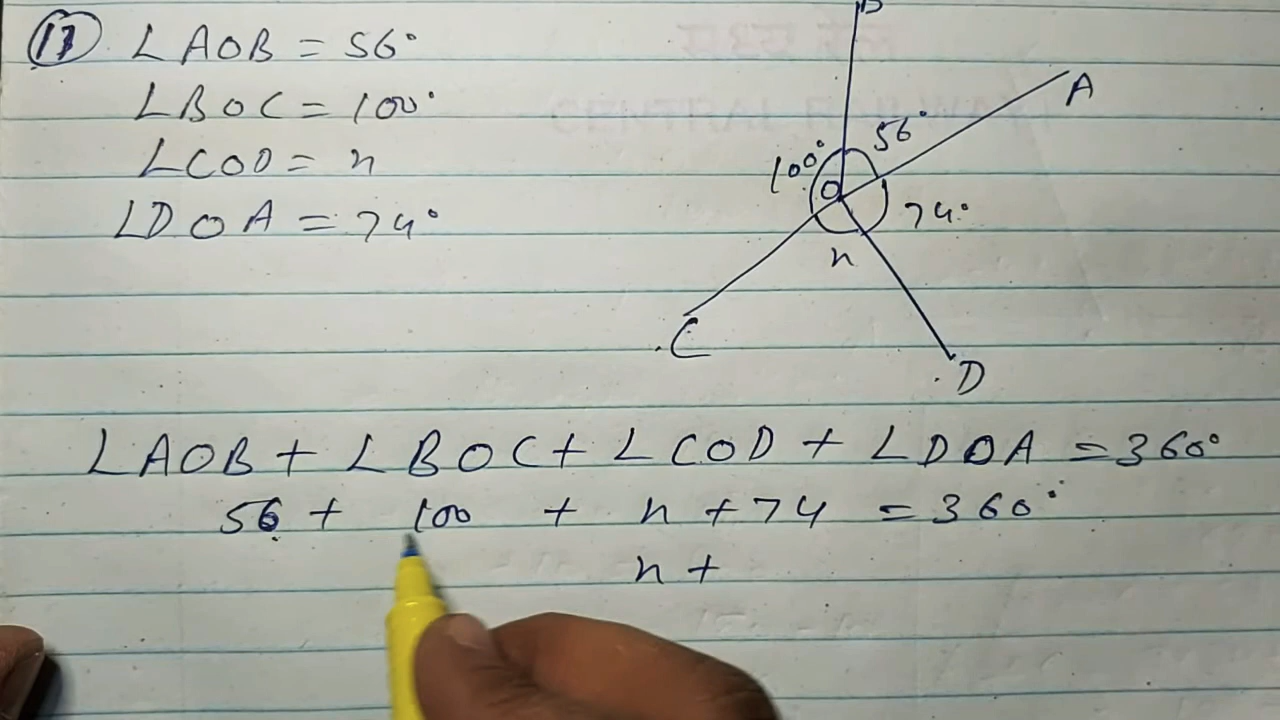 17 ∠AOB = 56°
∠BOC = 100°
∠COD = x
∠DOA = 74°
B
A
56°
100°
O
74°
x
C
D
∠AOB + ∠BOC + ∠COD + ∠DOA = 360°
56 + 100 + x + 74 = 360°
x +